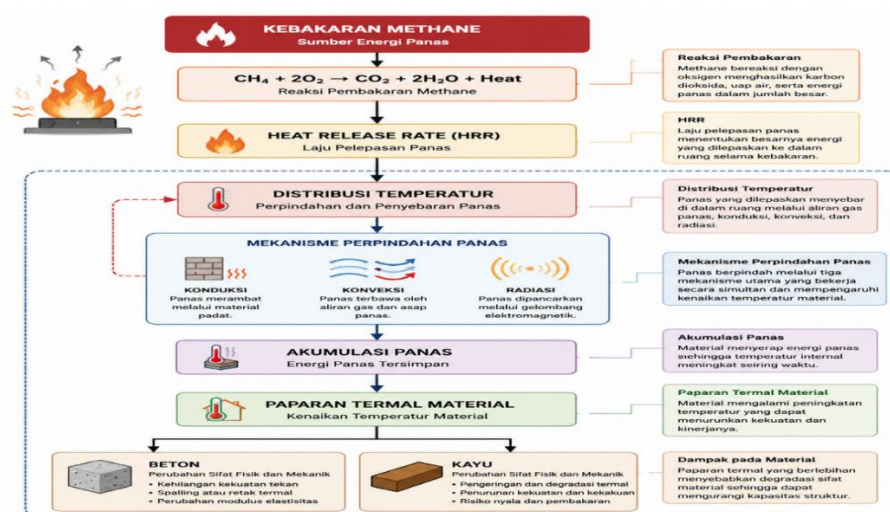 KEBAKARAN METHANE
Sumber Energi Panas
CH₄ + 2O₂ → CO₂ + 2H₂O + Heat
Reaksi Pembakaran Methane
Reaksi Pembakaran
Methane bereaksi dengan
oksigen menghasilkan karbon
dioksida, uap air, serta energi
panas dalam jumlah besar.
HEAT RELEASE RATE (HRR)
Laju Pelepasan Panas
HRR
Laju pelepasan panas
menentukan besarnya energi
yang dilepaskan ke dalam
ruang selama kebakaran.
DISTRIBUSI TEMPERATUR
Perpindahan dan Penyebaran Panas
Distribusi Temperatur
Panas yang dilepaskan menyebar
di dalam ruang melalui aliran gas
panas, konduksi, konveksi, dan
radiasi.
MEKANISME PERPINDAHAN PANAS
KONDUKSI
Panas merambat
melalui material
padat.
KONVEKSI
Panas terbawa oleh
aliran gas dan asap
panas.
RADIASI
Panas dipancarkan
melalui gelombang
elektromagnetik.
Mekanisme Perpindahan Panas
Panas berpindah melalui tiga
mekanisme utama yang bekerja
secara simultan dan mempengaruhi
kenaikan temperatur material.
AKUMULASI PANAS
Energi Panas Tersimpan
Akumulasi Panas
Material menyerap energi panas
sehingga temperatur internal
meningkat seiring waktu.
PAPARAN TERMAL MATERIAL
Kenaikan Temperatur Material
Paparan Termal Material
Material mengalami peningkatan
temperatur yang dapat
menurunkan kekuatan dan
kinerjanya.
BETON
Perubahan Sifat Fisik dan Mekanik
• Kehilangan kekuatan tekan
• Spalling atau retak termal
• Perubahan modulus elastisitas
KAYU
Perubahan Sifat Fisik dan Mekanik
• Pengeringan dan degradasi termal
• Penurunan kekuatan dan kekakuan
• Risiko nyala dan pembakaran
Dampak pada Material
Paparan termal yang berlebihan
menyebabkan degradasi sifat
material sehingga dapat
mengurangi kapasitas struktur.